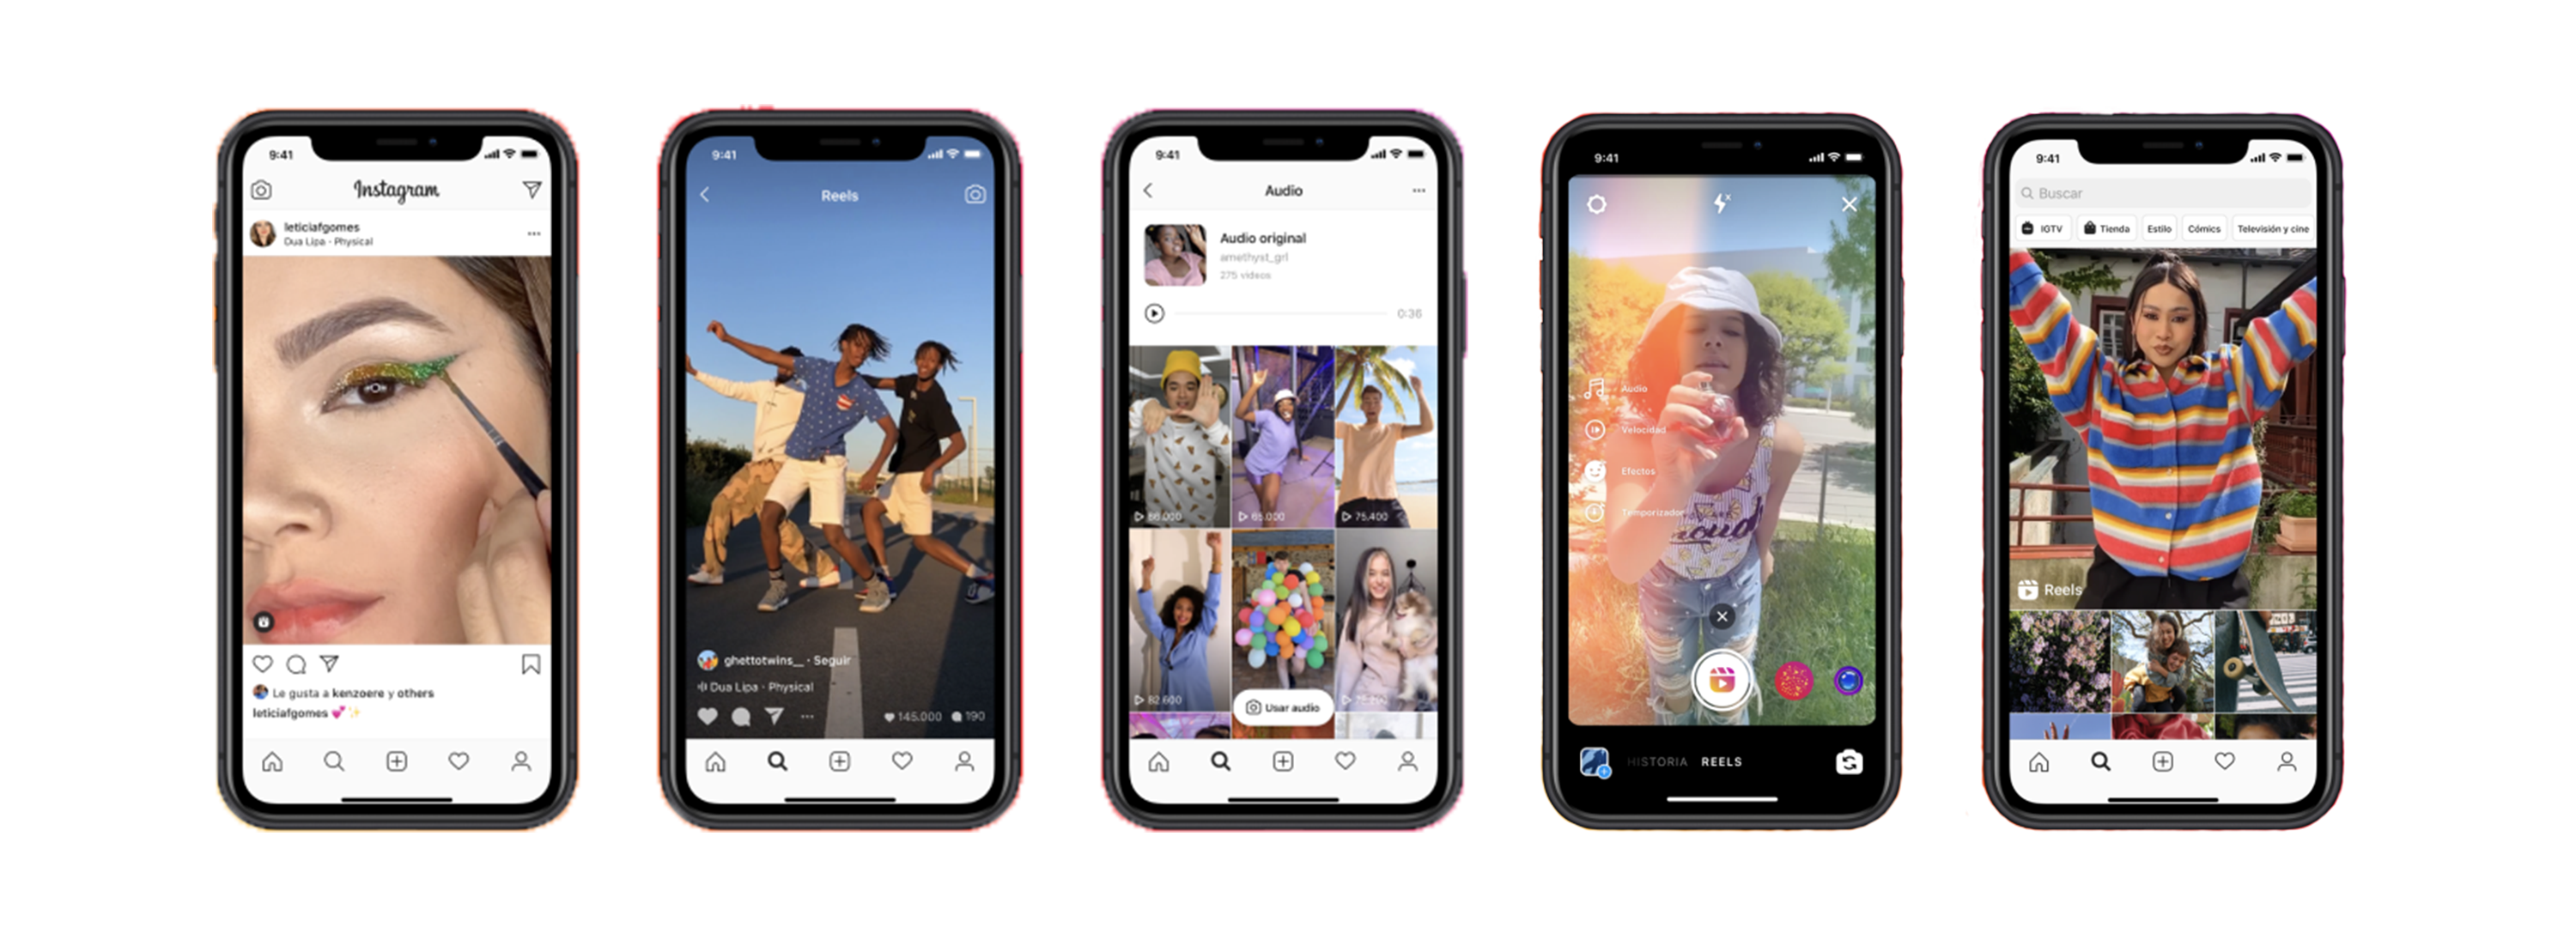 9:41
Instagram
leticiafgomes
Dua Lipa · Physical
Le gusta a kenzoere y others
leticiafgomes 💕✨
9:41
Reels
ghettotwins_ · Seguir
Dua Lipa · Physical
145.000 190
9:41
Audio
Audio original
amethyst_grl
275 videos
0:36
65.000 75.400
82.600
Usar audio
9:41
Audio
Velocidad
Efectos
Temporizador
HISTORIA REELS
9:41
Buscar
IGTV Tienda Estilo Cómics Televisión y cine
Reels